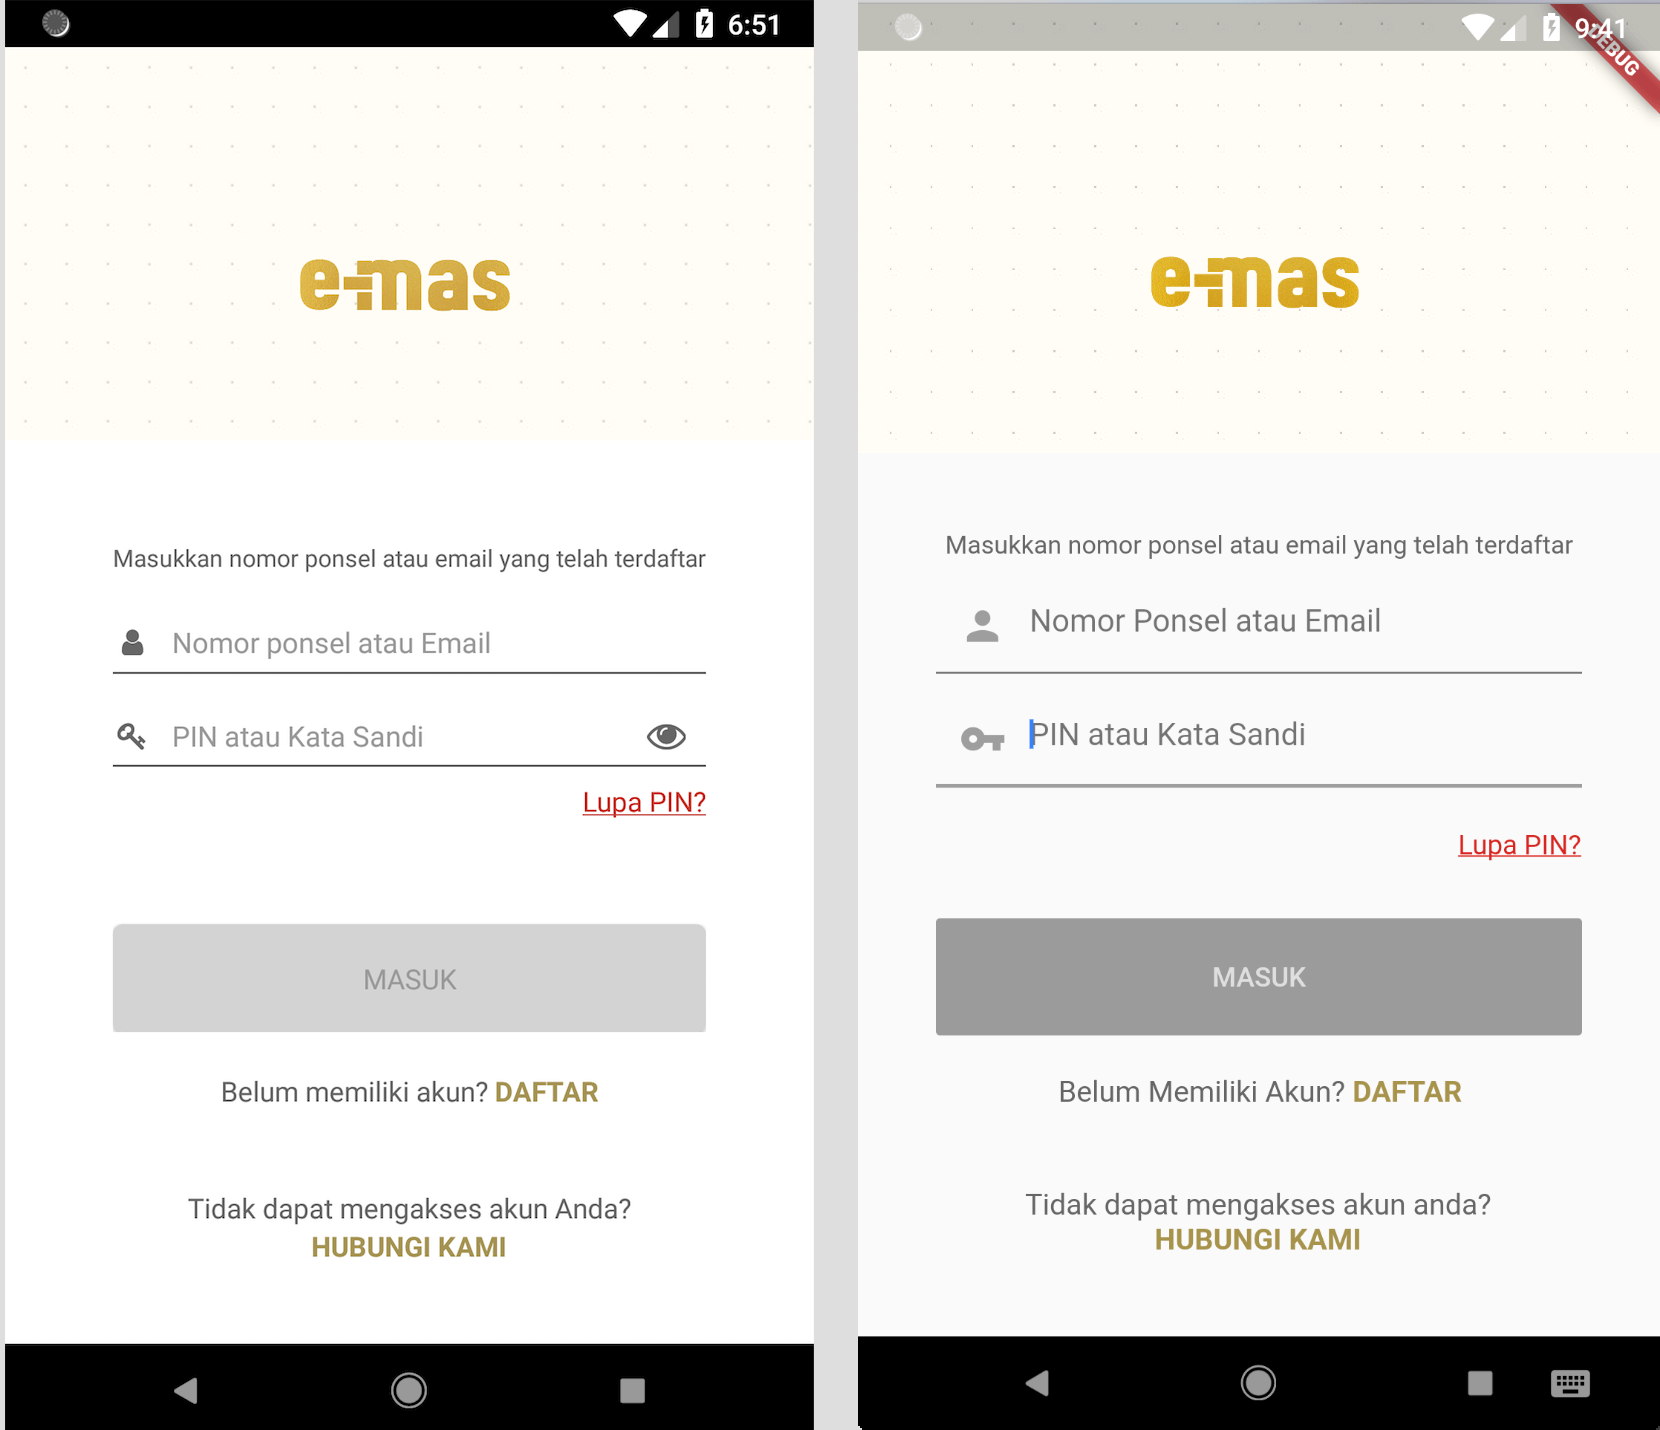 6:51
e-mas
Masukkan nomor ponsel atau email yang telah terdaftar
Nomor ponsel atau Email
PIN atau Kata Sandi
Lupa PIN?
MASUK
Belum memiliki akun? DAFTAR
Tidak dapat mengakses akun Anda?
HUBUNGI KAMI
9:41
DEBUG
e-mas
Masukkan nomor ponsel atau email yang telah terdaftar
Nomor Ponsel atau Email
PIN atau Kata Sandi
Lupa PIN?
MASUK
Belum Memiliki Akun? DAFTAR
Tidak dapat mengakses akun anda?
HUBUNGI KAMI